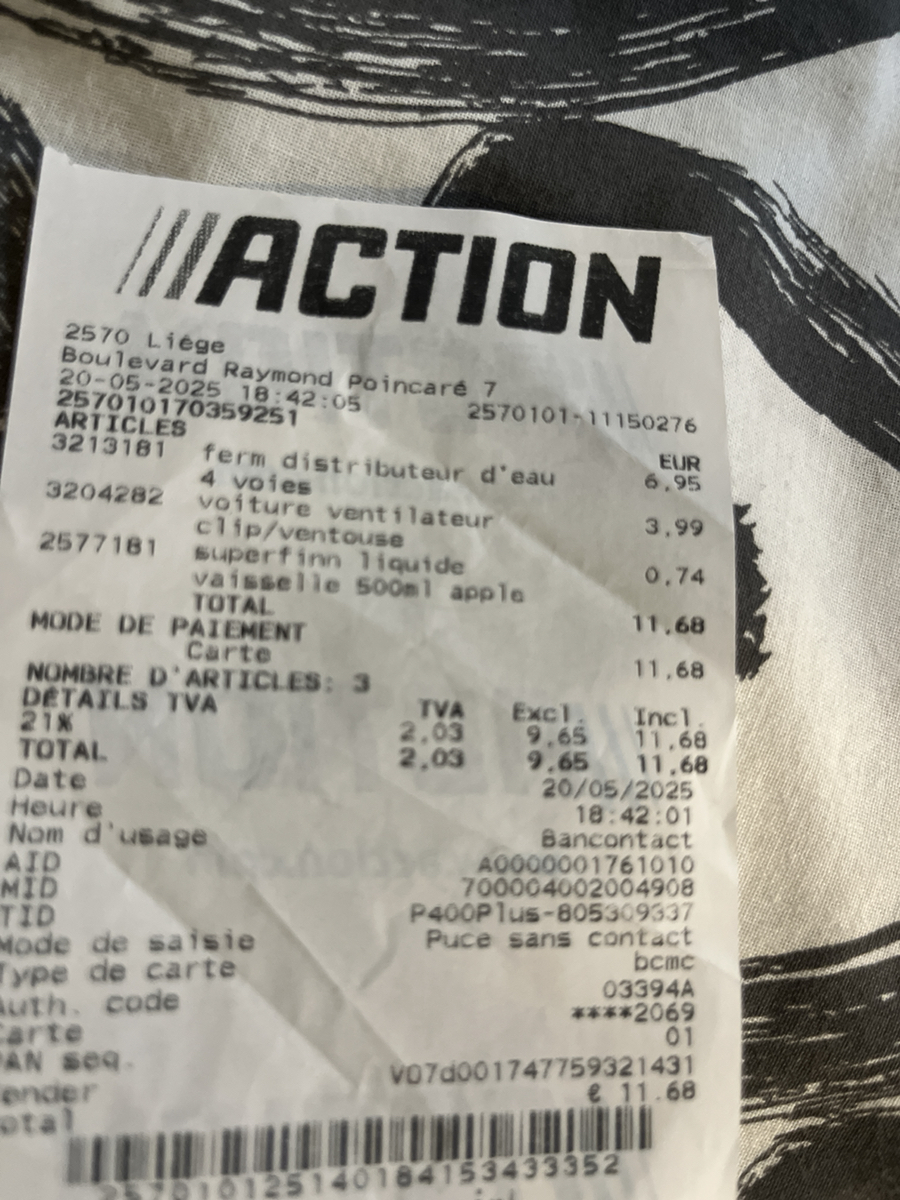 ACTION
2570 Liége
Boulevard Raymond Poincaré 7
20-05-2025 18:42:05 2570101-11150276
257010170359251
ARTICLES EUR
3213181 ferm distributeur d'eau 6,95
4 voies
3204282 voiture ventilateur 3,99
clip/ventouse
2577181 superfinn liquide 0,74
vaisselle 500ml apple
TOTAL 11,68
MODE DE PAIEMENT
Carte 11,68
NOMBRE D'ARTICLES: 3
DÉTAILS TVA TVA Excl. Incl.
21% 2,03 9,65 11,68
TOTAL 2,03 9,65 11,68
Date 20/05/2025
Heure 18:42:01
Nom d'usage Bancontact
AID A0000001761010
MID 700004002004908
TID P400Plus-805309337
Mode de saisie Puce sans contact
Type de carte bcmc
Auth. code 03394A
Carte ****2069
PAN seq. 01
ender V07d001747759321431
otal € 11.68
257010125140184153433352